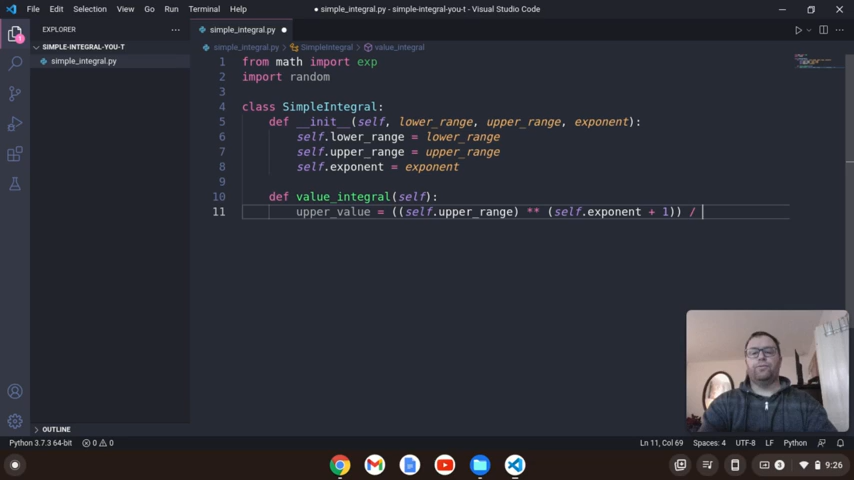 File Edit Selection View Go Run Terminal Help
● simple_integral.py - simple-integral-you-t - Visual Studio Code
EXPLORER
simple_integral.py ●
SIMPLE-INTEGRAL-YOU-T
simple_integral.py > SimpleIntegral > value_integral
simple_integral.py
1 from math import exp
2 import random
3
4 class SimpleIntegral:
5 def __init__(self, lower_range, upper_range, exponent):
6 self.lower_range = lower_range
7 self.upper_range = upper_range
8 self.exponent = exponent
9
10 def value_integral(self):
11 upper_value = ((self.upper_range) ** (self.exponent + 1)) /
OUTLINE
Python 3.7.3 64-bit 0 0
Ln 11, Col 69 Spaces: 4 UTF-8 LF Python
3 9:26